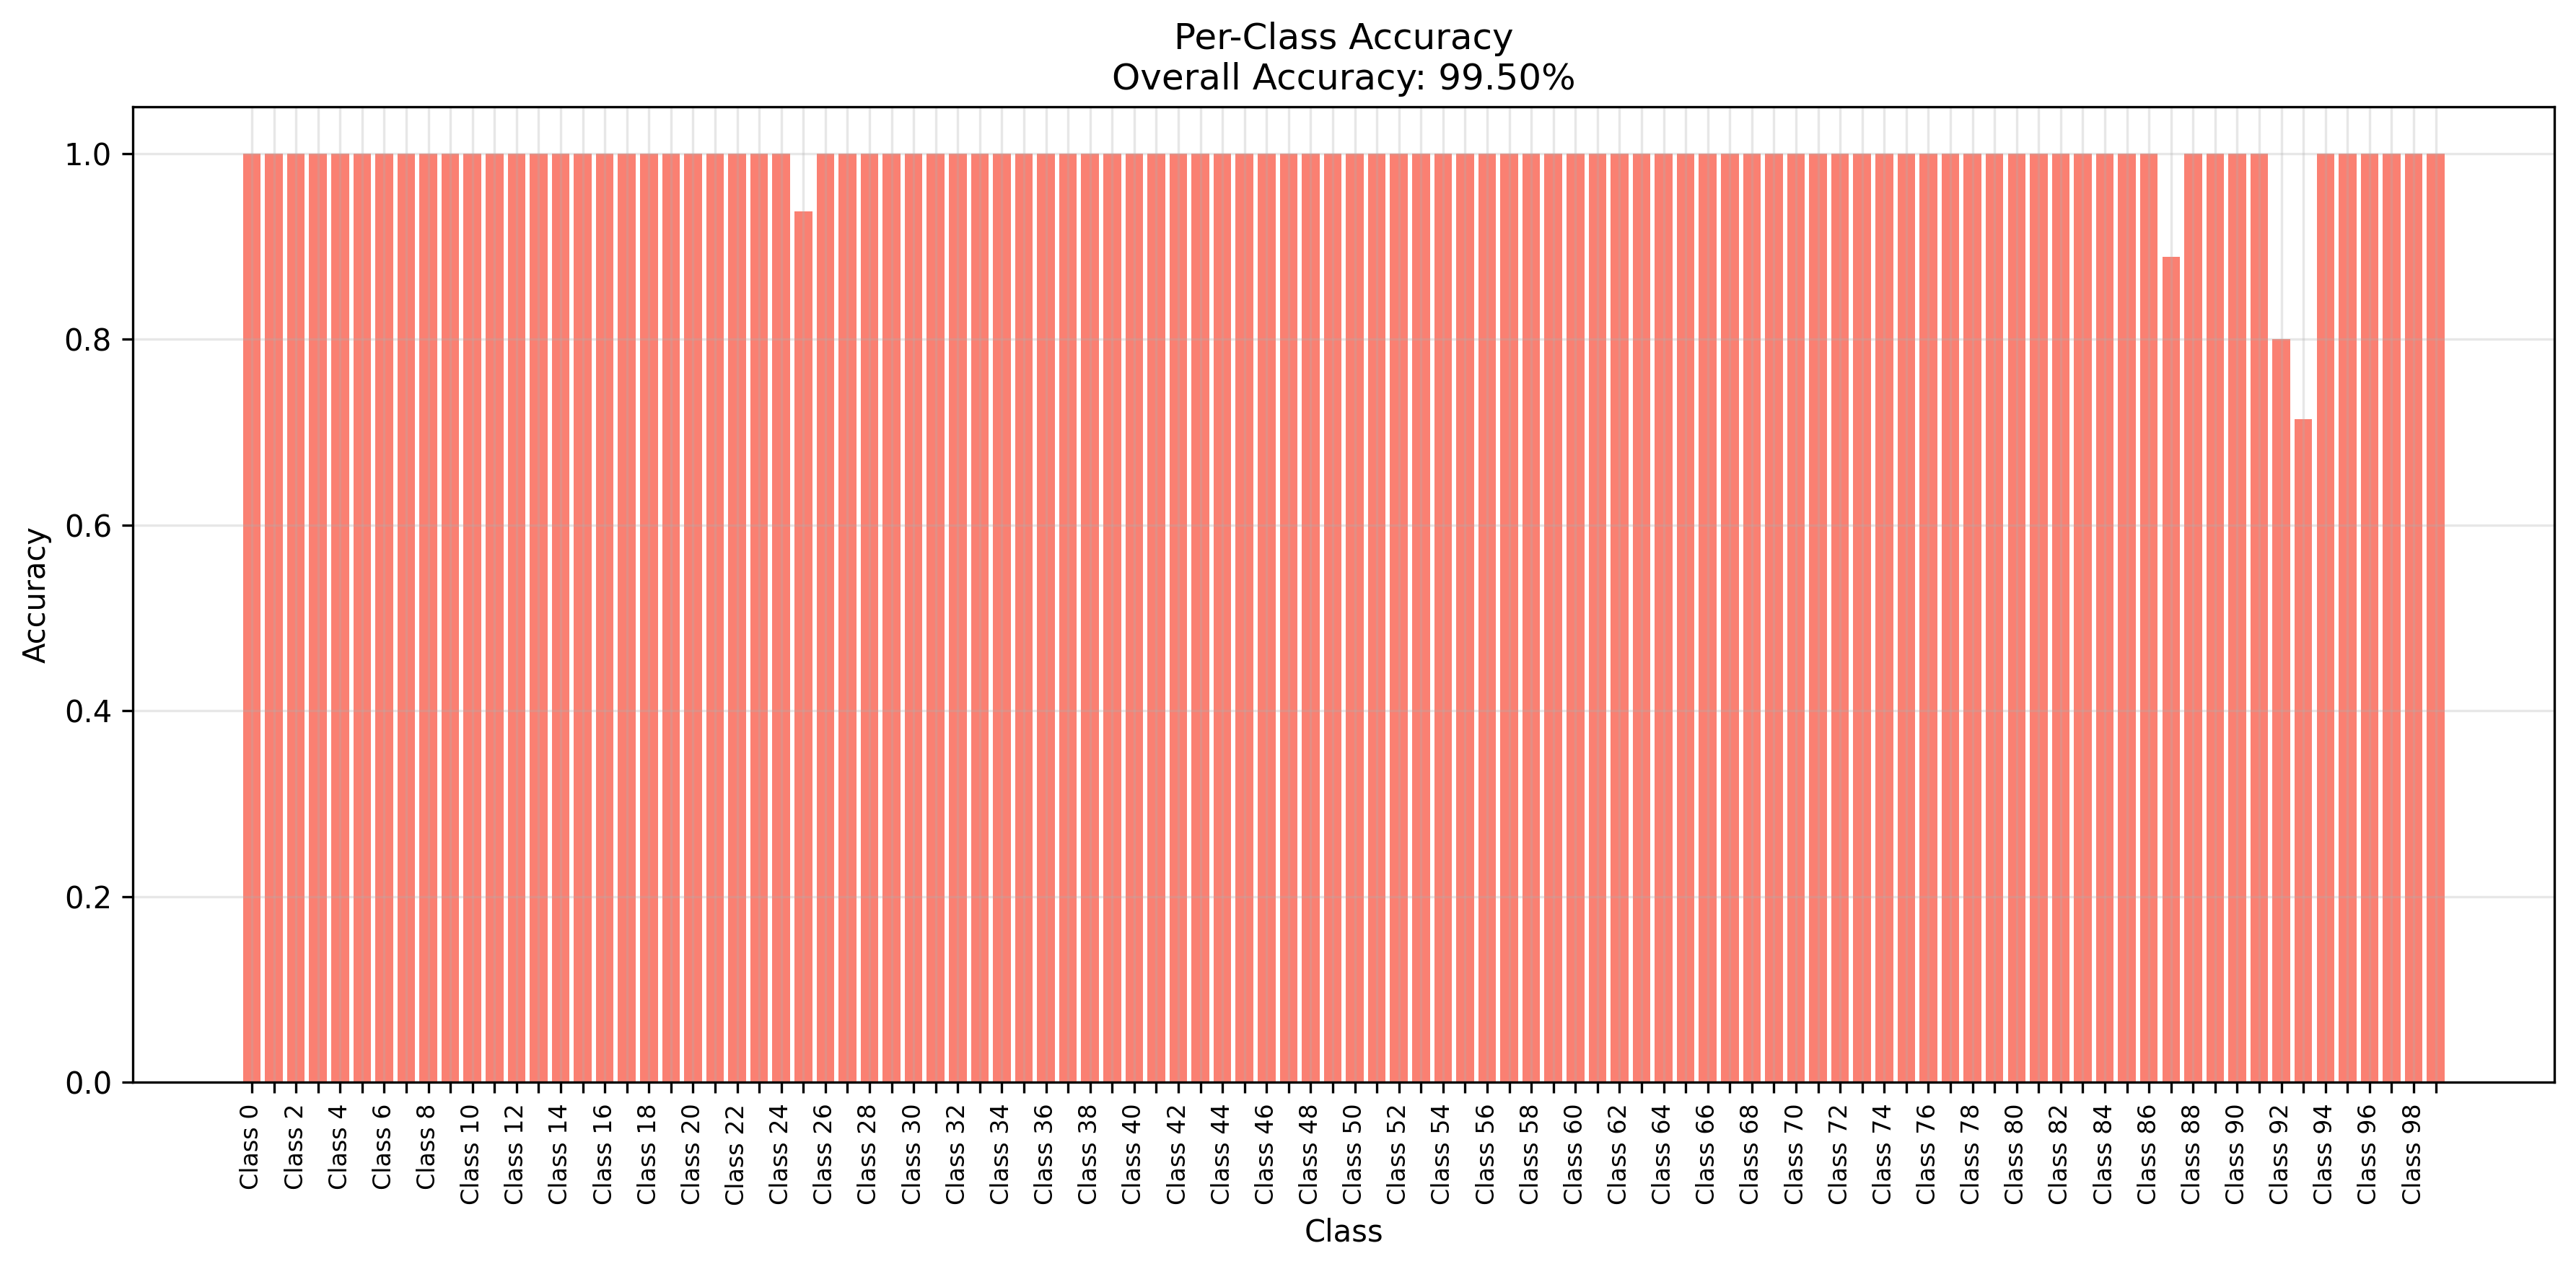 Per-Class Accuracy
Overall Accuracy: 99.50%
Accuracy
1.0
0.8
0.6
0.4
0.2
0.0
Class 0
Class 2
Class 4
Class 6
Class 8
Class 10
Class 12
Class 14
Class 16
Class 18
Class 20
Class 22
Class 24
Class 26
Class 28
Class 30
Class 32
Class 34
Class 36
Class 38
Class 40
Class 42
Class 44
Class 46
Class 48
Class 50
Class 52
Class 54
Class 56
Class 58
Class 60
Class 62
Class 64
Class 66
Class 68
Class 70
Class 72
Class 74
Class 76
Class 78
Class 80
Class 82
Class 84
Class 86
Class 88
Class 90
Class 92
Class 94
Class 96
Class 98
Class